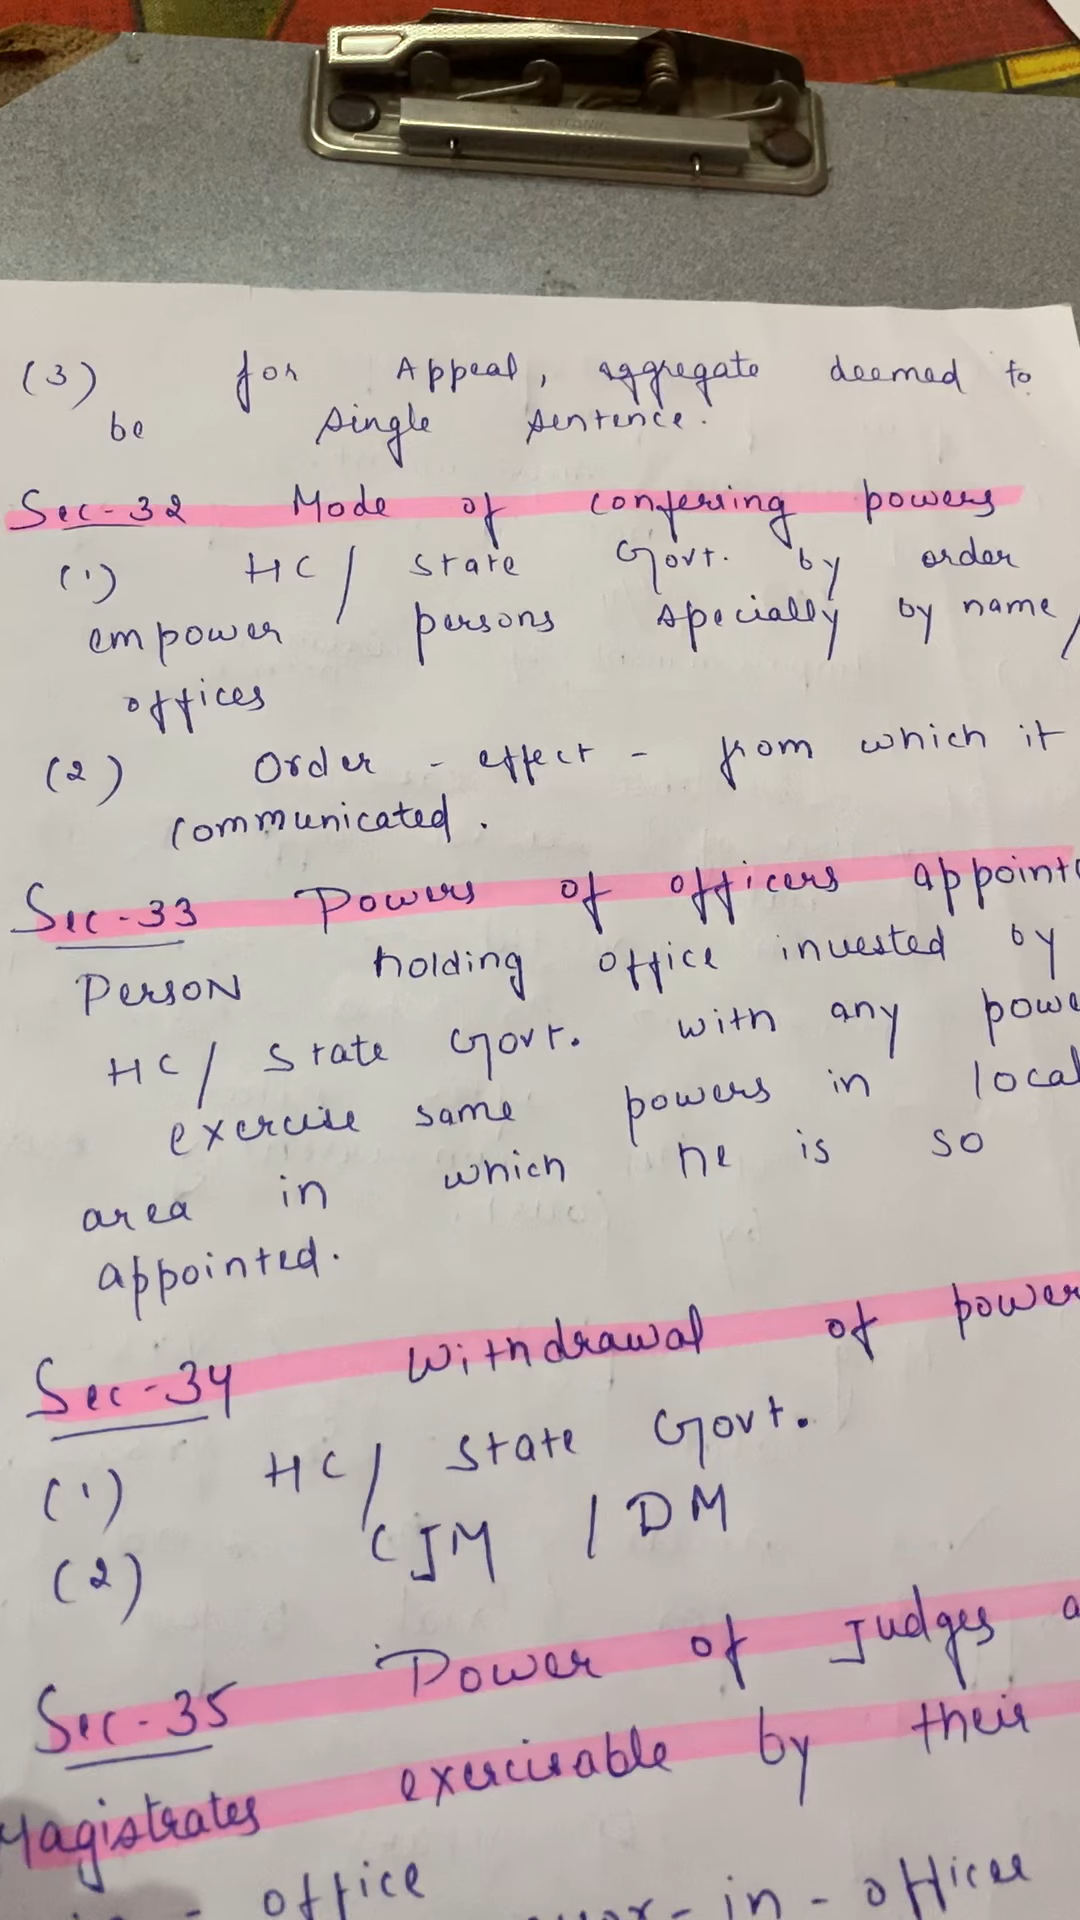 (3) for Appeal, aggregate deemed to
be single sentence.
Sec-32 Mode of conferring powers
(1) HC/ State Govt. by order
empower persons specially by name/
offices
(2) Order - effect - from which it
communicated.
Sec-33 Powers of officers appoint
Person holding office invested by
HC/ State Govt. with any powe
exercise same powers in local
area in which he is so
appointed.
Sec-34 Withdrawal of power
(1) HC/ State Govt.
(2) CJM / DM
Sec-35 Power of Judges a
Magistrates exercisable by their
- office - in - office